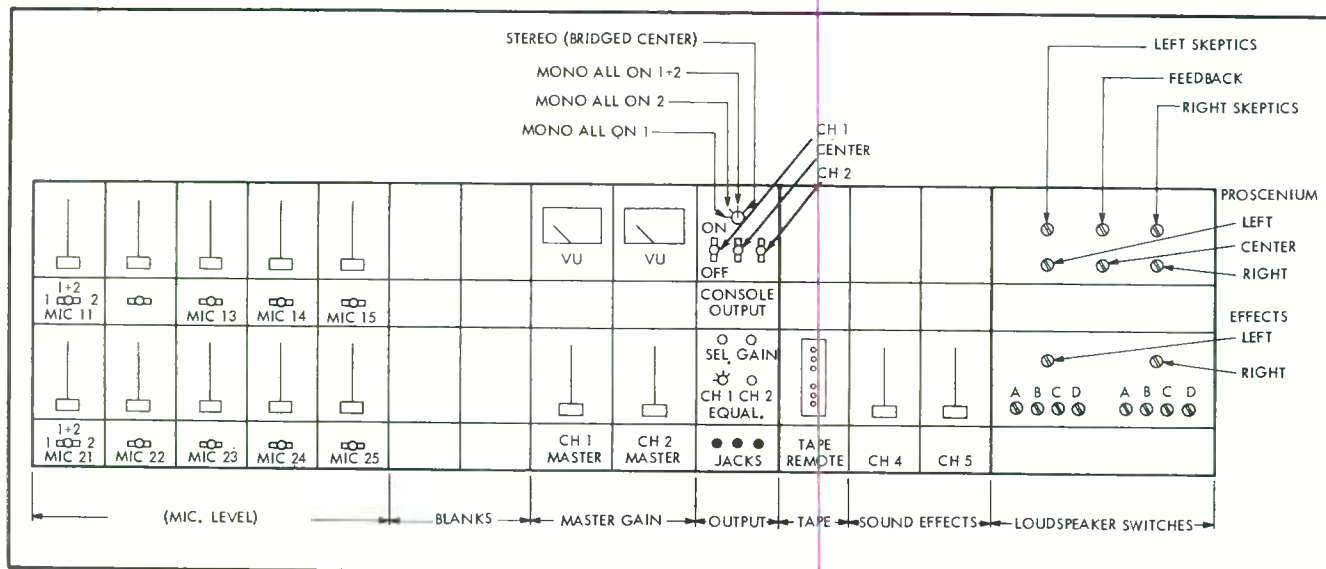 STEREO (BRIDGED CENTER)
MONO ALL ON 1+2
MONO ALL ON 2
MONO ALL ON 1
CH 1
CENTER
CH 2
LEFT SKEPTICS
FEEDBACK
RIGHT SKEPTICS
PROSCENIUM
LEFT
CENTER
RIGHT
ON
OFF
VU
VU
1+2
1 2
MIC 11
MIC 13
MIC 14
MIC 15
CONSOLE
OUTPUT
EFFECTS
LEFT
RIGHT
SEL. GAIN
CH 1 CH 2
EQUAL.
A B C D
A B C D
1+2
1 2
MIC 21
MIC 22
MIC 23
MIC 24
MIC 25
CH 1
MASTER
CH 2
MASTER
JACKS
TAPE
REMOTE
CH 4
CH 5
(MIC. LEVEL)
BLANKS
MASTER GAIN
OUTPUT
TAPE
SOUND EFFECTS
LOUDSPEAKER SWITCHES